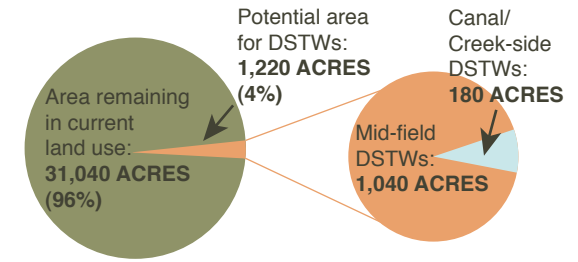 Potential area
for DSTWs:
1,220 ACRES
(4%)
Canal/
Creek-side
DSTWs:
180 ACRES
Area remaining
in current
land use:
31,040 ACRES
(96%)
Mid-field
DSTWs:
1,040 ACRES